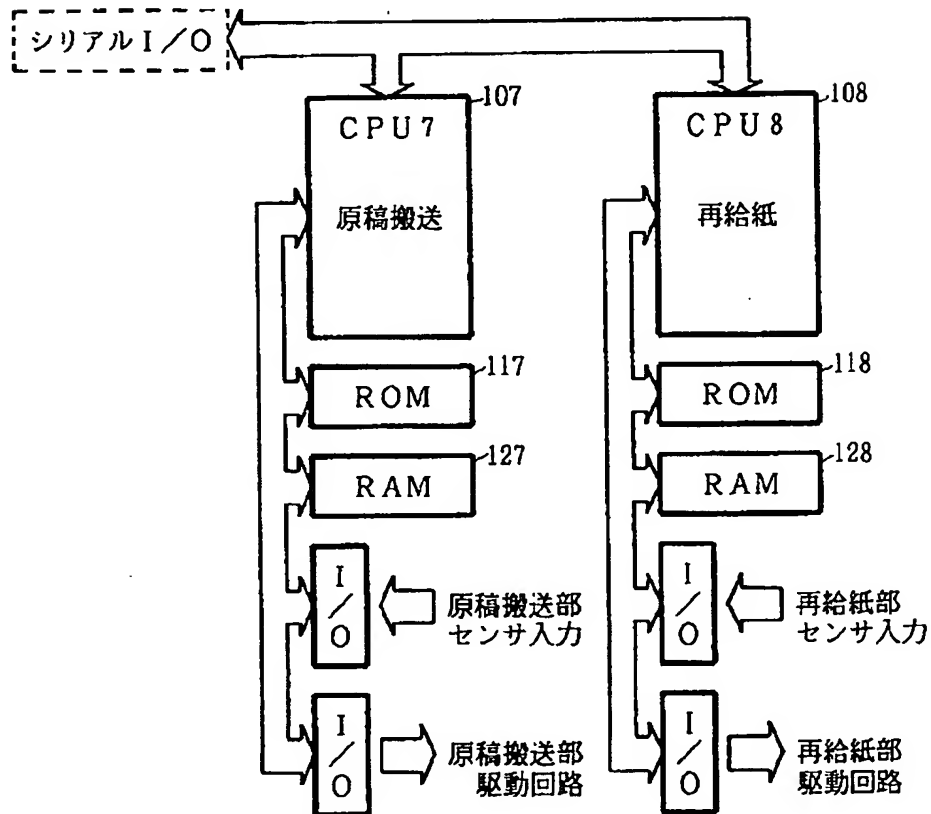 シリアルI/O
107
CPU7
原稿搬送
108
CPU8
再給紙
117
ROM
127
RAM
I/O
原稿搬送部
センサ入力
I/O
原稿搬送部
駆動回路
118
ROM
128
RAM
I/O
再給紙部
センサ入力
I/O
再給紙部
駆動回路